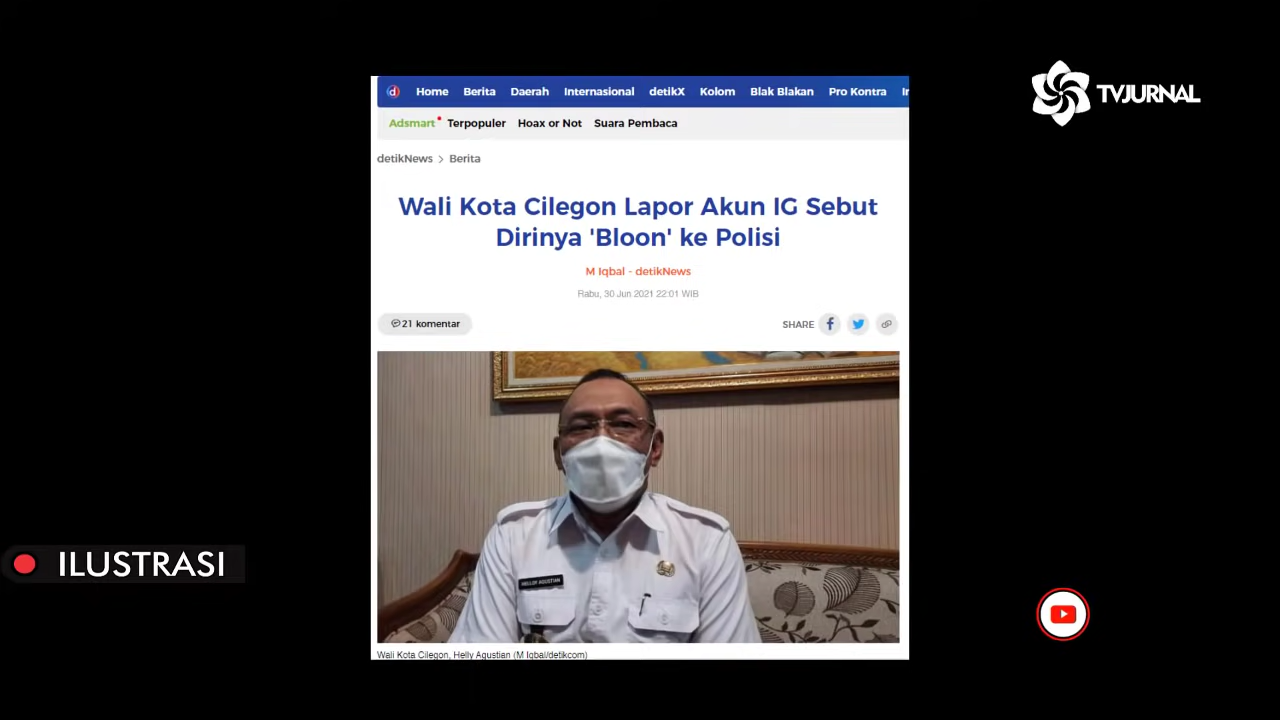 TVJURNAL
Home Berita Daerah Internasional detikX Kolom Blak Blakan Pro Kontra
Adsmart Terpopuler Hoax or Not Suara Pembaca
detikNews > Berita
Wali Kota Cilegon Lapor Akun IG Sebut
Dirinya 'Bloon' ke Polisi
M Iqbal - detikNews
Rabu, 30 Jun 2021 22:01 WIB
21 komentar
SHARE
Wali Kota Cilegon, Helly Agustian (M Iqbal/detikcom)
ILUSTRASI